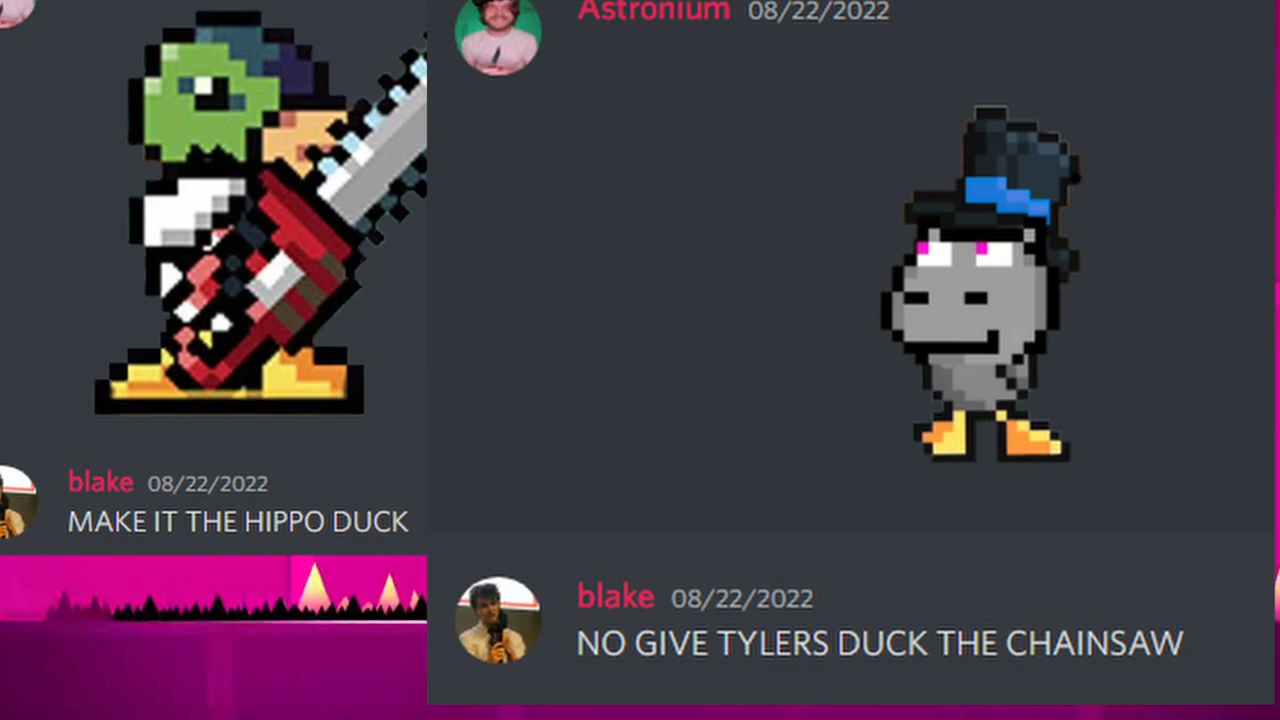 blake 08/22/2022
MAKE IT THE HIPPO DUCK
Astronium 08/22/2022
blake 08/22/2022
NO GIVE TYLERS DUCK THE CHAINSAW